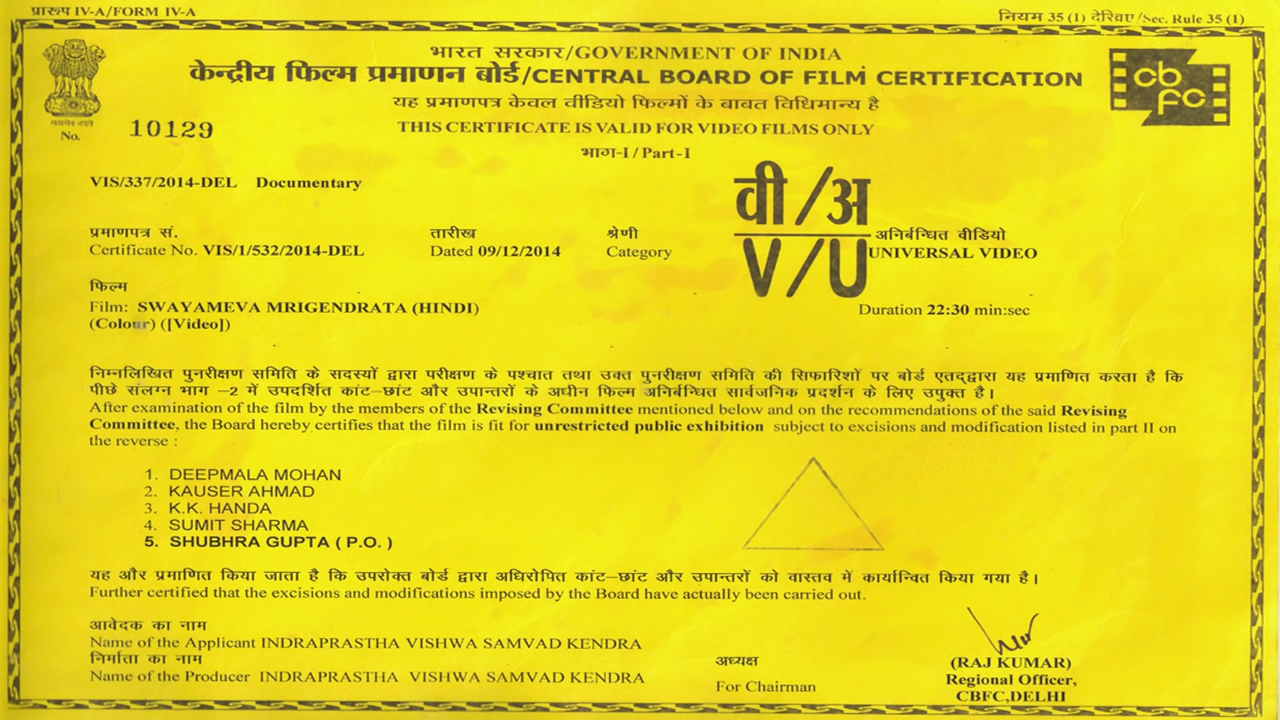 प्रारूप IV-A/FORM IV-A
नियम 35 (1) देखिए/Sec. Rule 35 (1)
भारत सरकार/GOVERNMENT OF INDIA
केन्द्रीय फिल्म प्रमाणन बोर्ड/CENTRAL BOARD OF FILM CERTIFICATION
cb
fc
यह प्रमाणपत्र केवल वीडियो फिल्मों के बाबत विधिमान्य है
सत्यमेव जयते
No. 10129
THIS CERTIFICATE IS VALID FOR VIDEO FILMS ONLY
भाग-I / Part-I
VIS/337/2014-DEL Documentary
वी/अ
प्रमाणपत्र सं. तारीख श्रेणी अनिर्बन्धित वीडियो
Certificate No. VIS/1/532/2014-DEL Dated 09/12/2014 Category V/U UNIVERSAL VIDEO
फिल्म
Film: SWAYAMEVA MRIGENDRATA (HINDI) Duration 22:30 min:sec
(Colour) ([Video])
निम्नलिखित पुनरीक्षण समिति के सदस्यों द्वारा परीक्षण के पश्चात तथा उक्त पुनरीक्षण समिति की सिफारिशों पर बोर्ड एतद्द्वारा यह प्रमाणित करता है कि
पीछे संलग्न भाग –2 में उपदर्शित कांट–छांट और उपान्तरों के अधीन फिल्म अनिर्बन्धित सार्वजनिक प्रदर्शन के लिए उपुक्त है।
After examination of the film by the members of the Revising Committee mentioned below and on the recommendations of the said Revising
Committee, the Board hereby certifies that the film is fit for unrestricted public exhibition subject to excisions and modification listed in part II on
the reverse :
1. DEEPMALA MOHAN
2. KAUSER AHMAD
3. K.K. HANDA
4. SUMIT SHARMA
5. SHUBHRA GUPTA ( P.O. )
यह और प्रमाणित किया जाता है कि उपरोक्त बोर्ड द्वारा अधिरोपित कांट–छांट और उपान्तरों को वास्तव में कार्यान्वित किया गया है।
Further certified that the excisions and modifications imposed by the Board have actually been carried out.
आवेदक का नाम
Name of the Applicant INDRAPRASTHA VISHWA SAMVAD KENDRA
निर्माता का नाम
Name of the Producer INDRAPRASTHA VISHWA SAMVAD KENDRA
अध्यक्ष
For Chairman
(RAJ KUMAR)
Regional Officer,
CBFC,DELHI